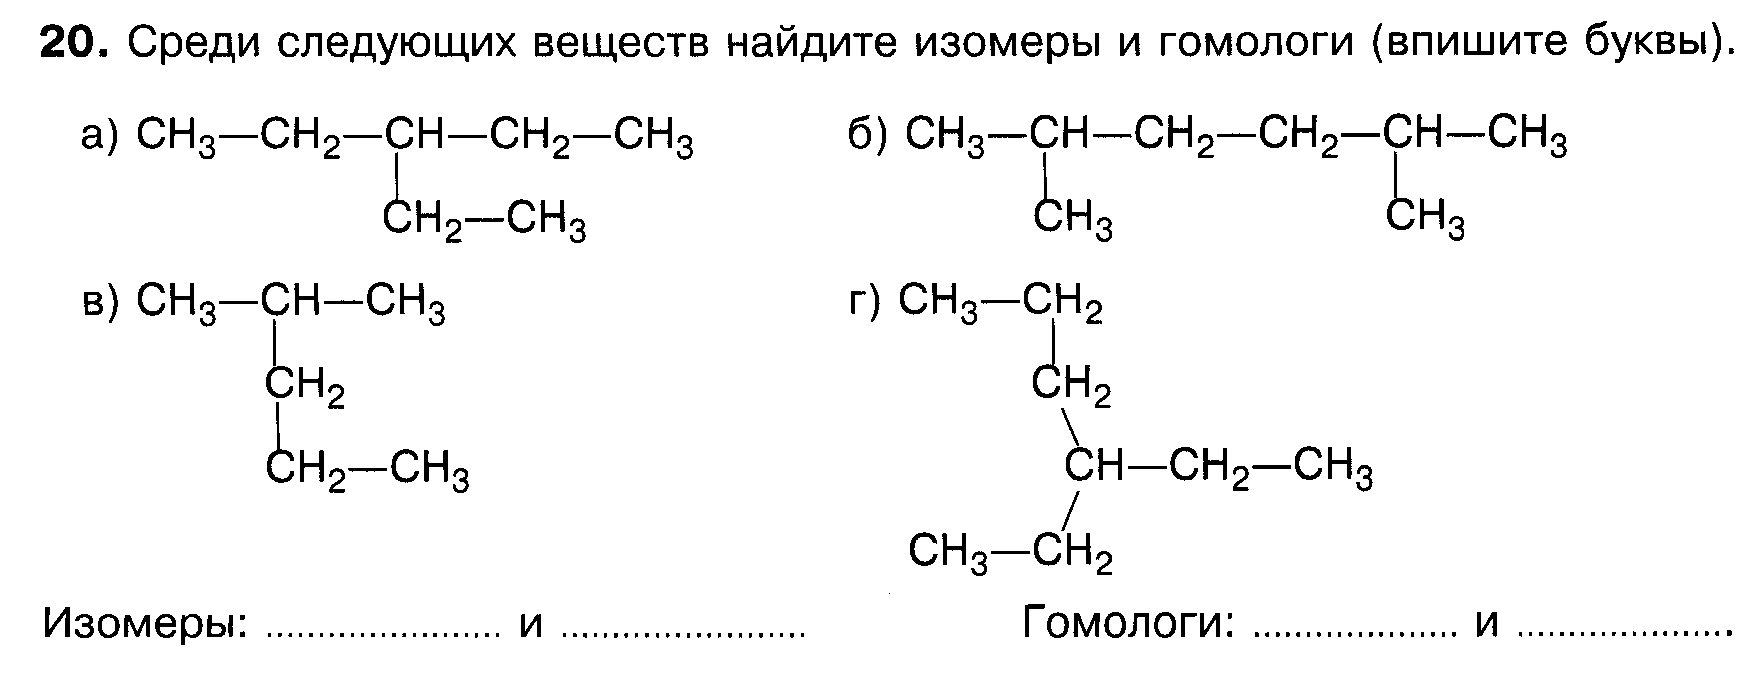 20. Среди следующих веществ найдите изомеры и гомологи (впишите буквы).
а) CH₃—CH₂—CH—CH₂—CH₃
CH₂—CH₃
б) CH₃—CH—CH₂—CH₂—CH—CH₃
CH₃ CH₃
в) CH₃—CH—CH₃
CH₂
CH₂—CH₃
г) CH₃—CH₂
CH₂
CH—CH₂—CH₃
CH₃—CH₂
Изомеры: ........................ и ........................ Гомологи: ..................... и .....................